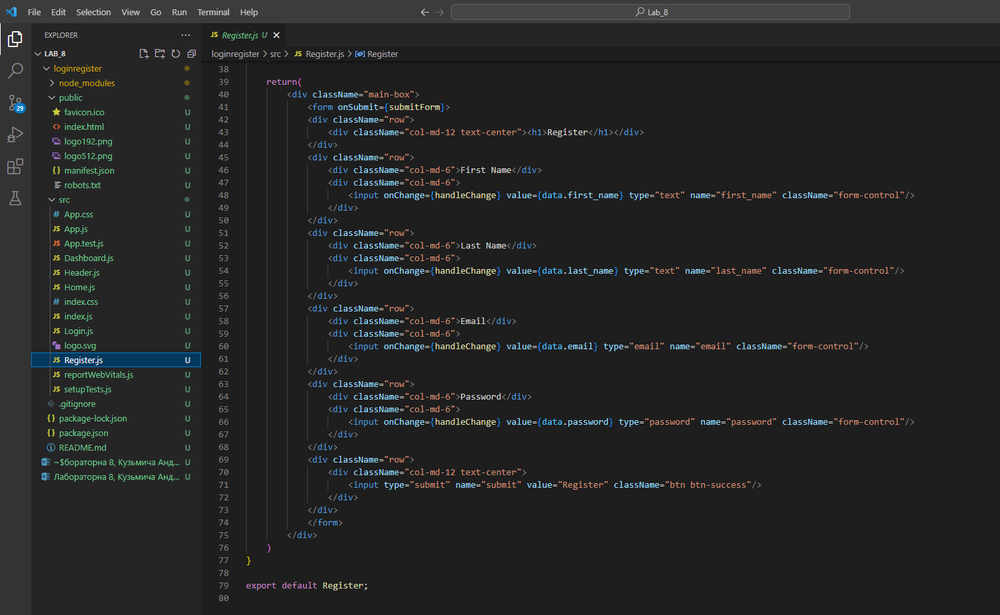 File Edit Selection View Go Run Terminal Help
Lab_8
EXPLORER
LAB_8
loginregister
node_modules
public
favicon.ico U
index.html U
logo192.png U
logo512.png U
manifest.json U
robots.txt U
src
App.css U
App.js U
App.test.js U
Dashboard.js U
Header.js U
Home.js U
index.css U
index.js U
Login.js U
logo.svg U
Register.js U
reportWebVitals.js U
setupTests.js U
.gitignore U
package-lock.json U
package.json U
README.md U
~$бораторна 8, Кузьмича Анд... U
Лабораторна 8, Кузьмича Анд... U
29
JS Register.js U
loginregister > src > JS Register.js > Register
38
39 return(
40 <div className="main-box">
41 <form onSubmit={submitForm}>
42 <div className="row">
43 <div className="col-md-12 text-center"><h1>Register</h1></div>
44 </div>
45 <div className="row">
46 <div className="col-md-6">First Name</div>
47 <div className="col-md-6">
48 <input onChange={handleChange} value={data.first_name} type="text" name="first_name" className="form-control"/>
49 </div>
50 </div>
51 <div className="row">
52 <div className="col-md-6">Last Name</div>
53 <div className="col-md-6">
54 <input onChange={handleChange} value={data.last_name} type="text" name="last_name" className="form-control"/>
55 </div>
56 </div>
57 <div className="row">
58 <div className="col-md-6">Email</div>
59 <div className="col-md-6">
60 <input onChange={handleChange} value={data.email} type="email" name="email" className="form-control"/>
61 </div>
62 </div>
63 <div className="row">
64 <div className="col-md-6">Password</div>
65 <div className="col-md-6">
66 <input onChange={handleChange} value={data.password} type="password" name="password" className="form-control"/>
67 </div>
68 </div>
69 <div className="row">
70 <div className="col-md-12 text-center">
71 <input type="submit" name="submit" value="Register" className="btn btn-success"/>
72 </div>
73 </div>
74 </form>
75 </div>
76 )
77 }
78
79 export default Register;
80